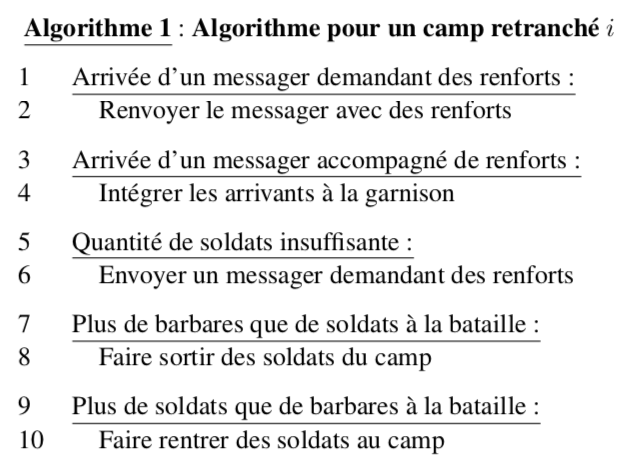 Algorithme 1 : Algorithme pour un camp retranché i
1 Arrivée d'un messager demandant des renforts :
2 Renvoyer le messager avec des renforts
3 Arrivée d'un messager accompagné de renforts :
4 Intégrer les arrivants à la garnison
5 Quantité de soldats insuffisante :
6 Envoyer un messager demandant des renforts
7 Plus de barbares que de soldats à la bataille :
8 Faire sortir des soldats du camp
9 Plus de soldats que de barbares à la bataille :
10 Faire rentrer des soldats au camp